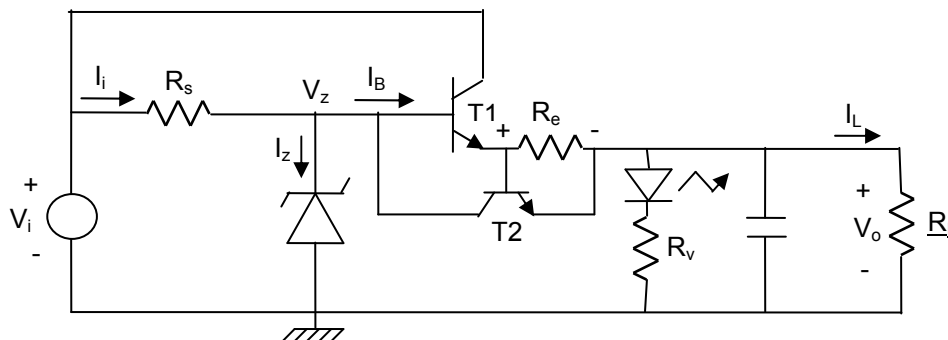 I_i
R_s
V_z
I_B
T1
R_e
I_L
+ -
I_z
+
V_i
-
T2
R_v
+
V_o
-
R